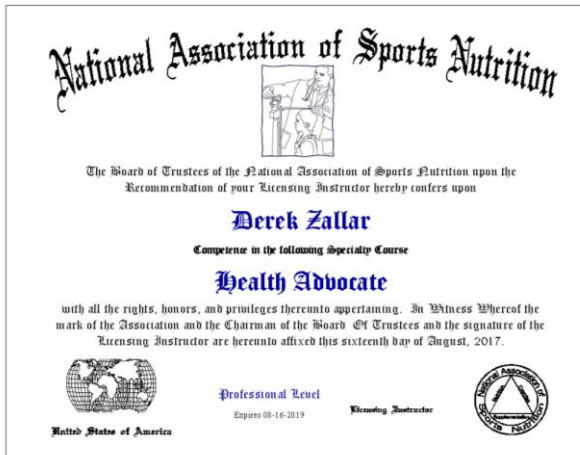 National Association of Sports Nutrition
The Board of Trustees of the National Association of Sports Nutrition upon the
Recommendation of your Licensing Instructor hereby confers upon
Derek Zallar
Competence in the following Specialty Course
Health Advocate
with all the rights, honors, and privileges thereunto appertaining. In Witness Whereof the
mark of the Association and the Chairman of the Board Of Trustees and the signature of the
Licensing Instructor are hereunto affixed this sixteenth day of August, 2017.
Professional Level
Expires 08-16-2019
Licensing Instructor
United States of America
National Association of
Sports Nutrition